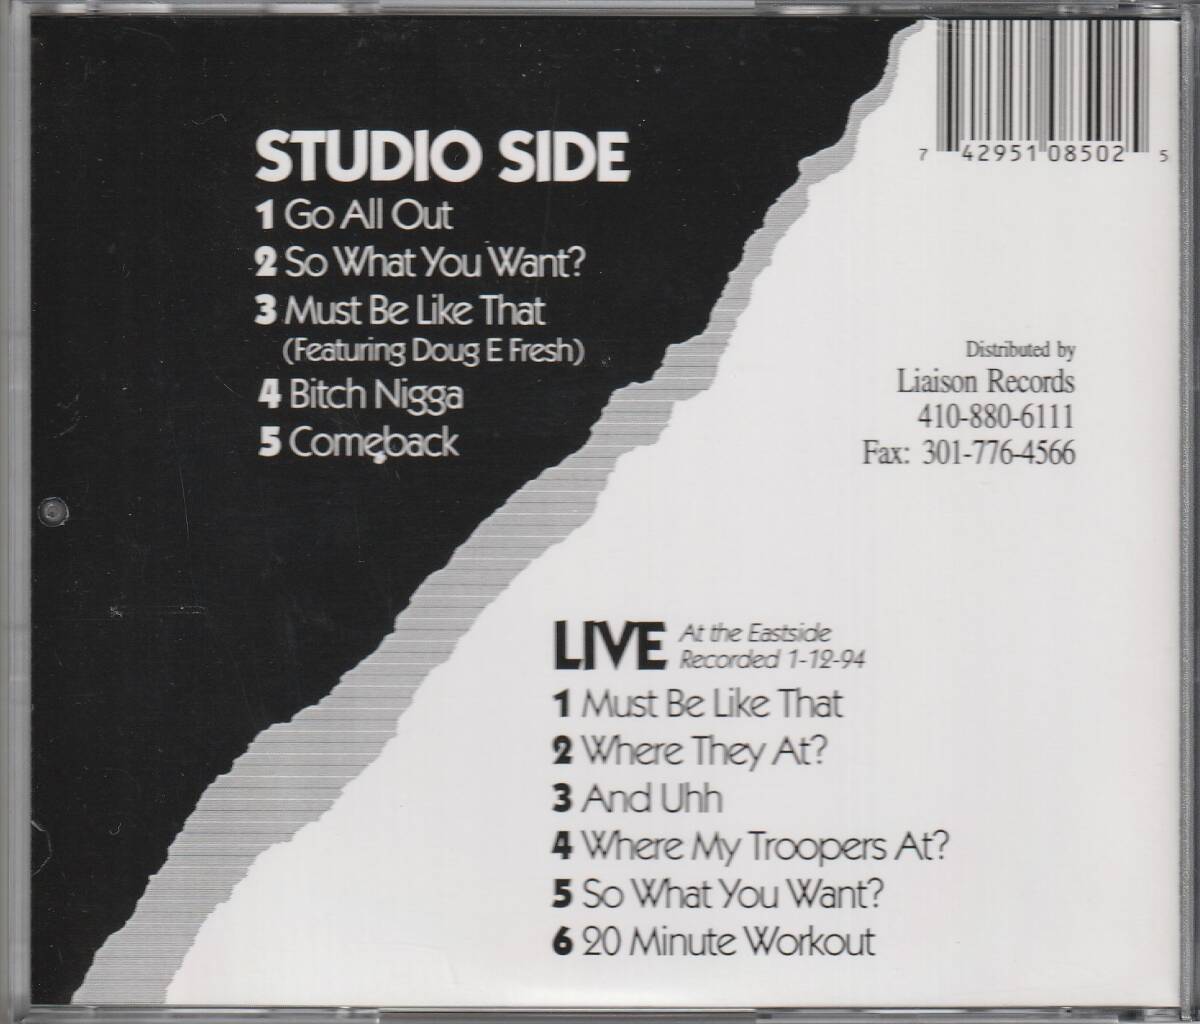 STUDIO SIDE
1 Go All Out
2 So What You Want?
3 Must Be Like That
(Featuring Doug E Fresh)
4 Bitch Nigga
5 Comeback
7 42951 08502 5
Distributed by
Liaison Records
410-880-6111
Fax: 301-776-4566
LIVE At the Eastside
Recorded 1-12-94
1 Must Be Like That
2 Where They At?
3 And Uhh
4 Where My Troopers At?
5 So What You Want?
6 20 Minute Workout